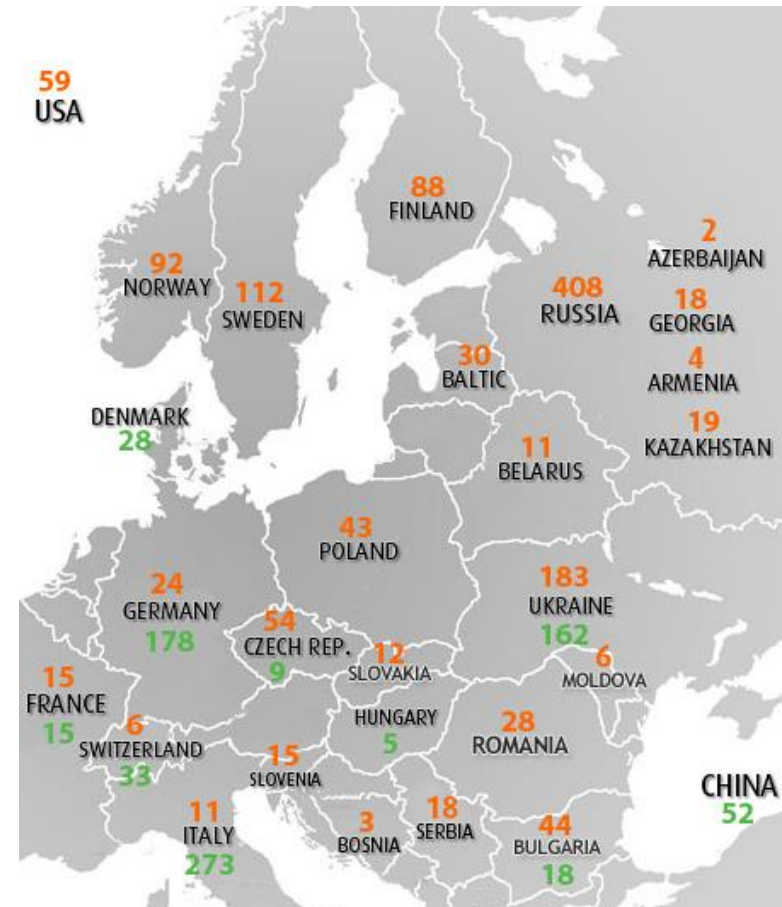 59
USA
88
FINLAND
2
AZERBAIJAN
92
NORWAY
112
SWEDEN
408
RUSSIA
18
GEORGIA
30
BALTIC
4
ARMENIA
DENMARK
28
19
KAZAKHSTAN
11
BELARUS
43
POLAND
24
GERMANY
178
183
UKRAINE
162
54
CZECH REP.
9
12
SLOVAKIA
6
MOLDOVA
15
FRANCE
15
6
SWITZERLAND
33
HUNGARY
5
28
ROMANIA
15
SLOVENIA
CHINA
52
11
ITALY
273
3
BOSNIA
18
SERBIA
44
BULGARIA
18